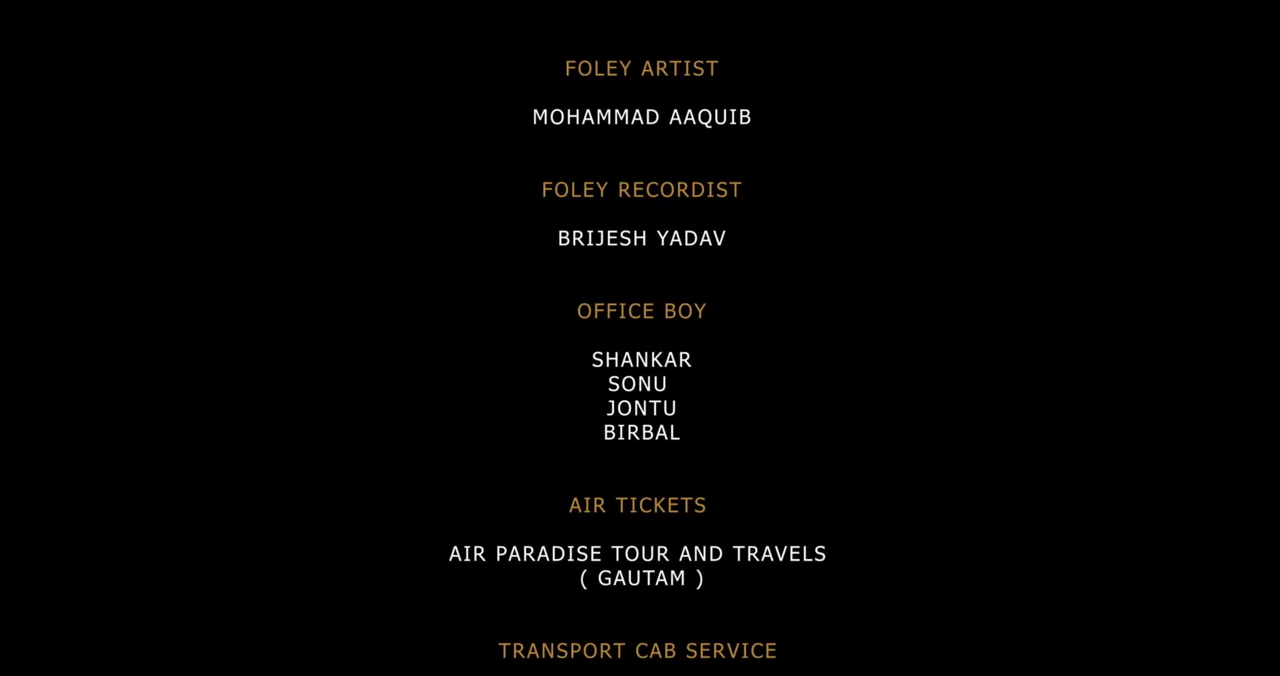 FOLEY ARTIST
MOHAMMAD AAQUIB
FOLEY RECORDIST
BRIJESH YADAV
OFFICE BOY
SHANKAR
SONU
JONTU
BIRBAL
AIR TICKETS
AIR PARADISE TOUR AND TRAVELS
( GAUTAM )
TRANSPORT CAB SERVICE